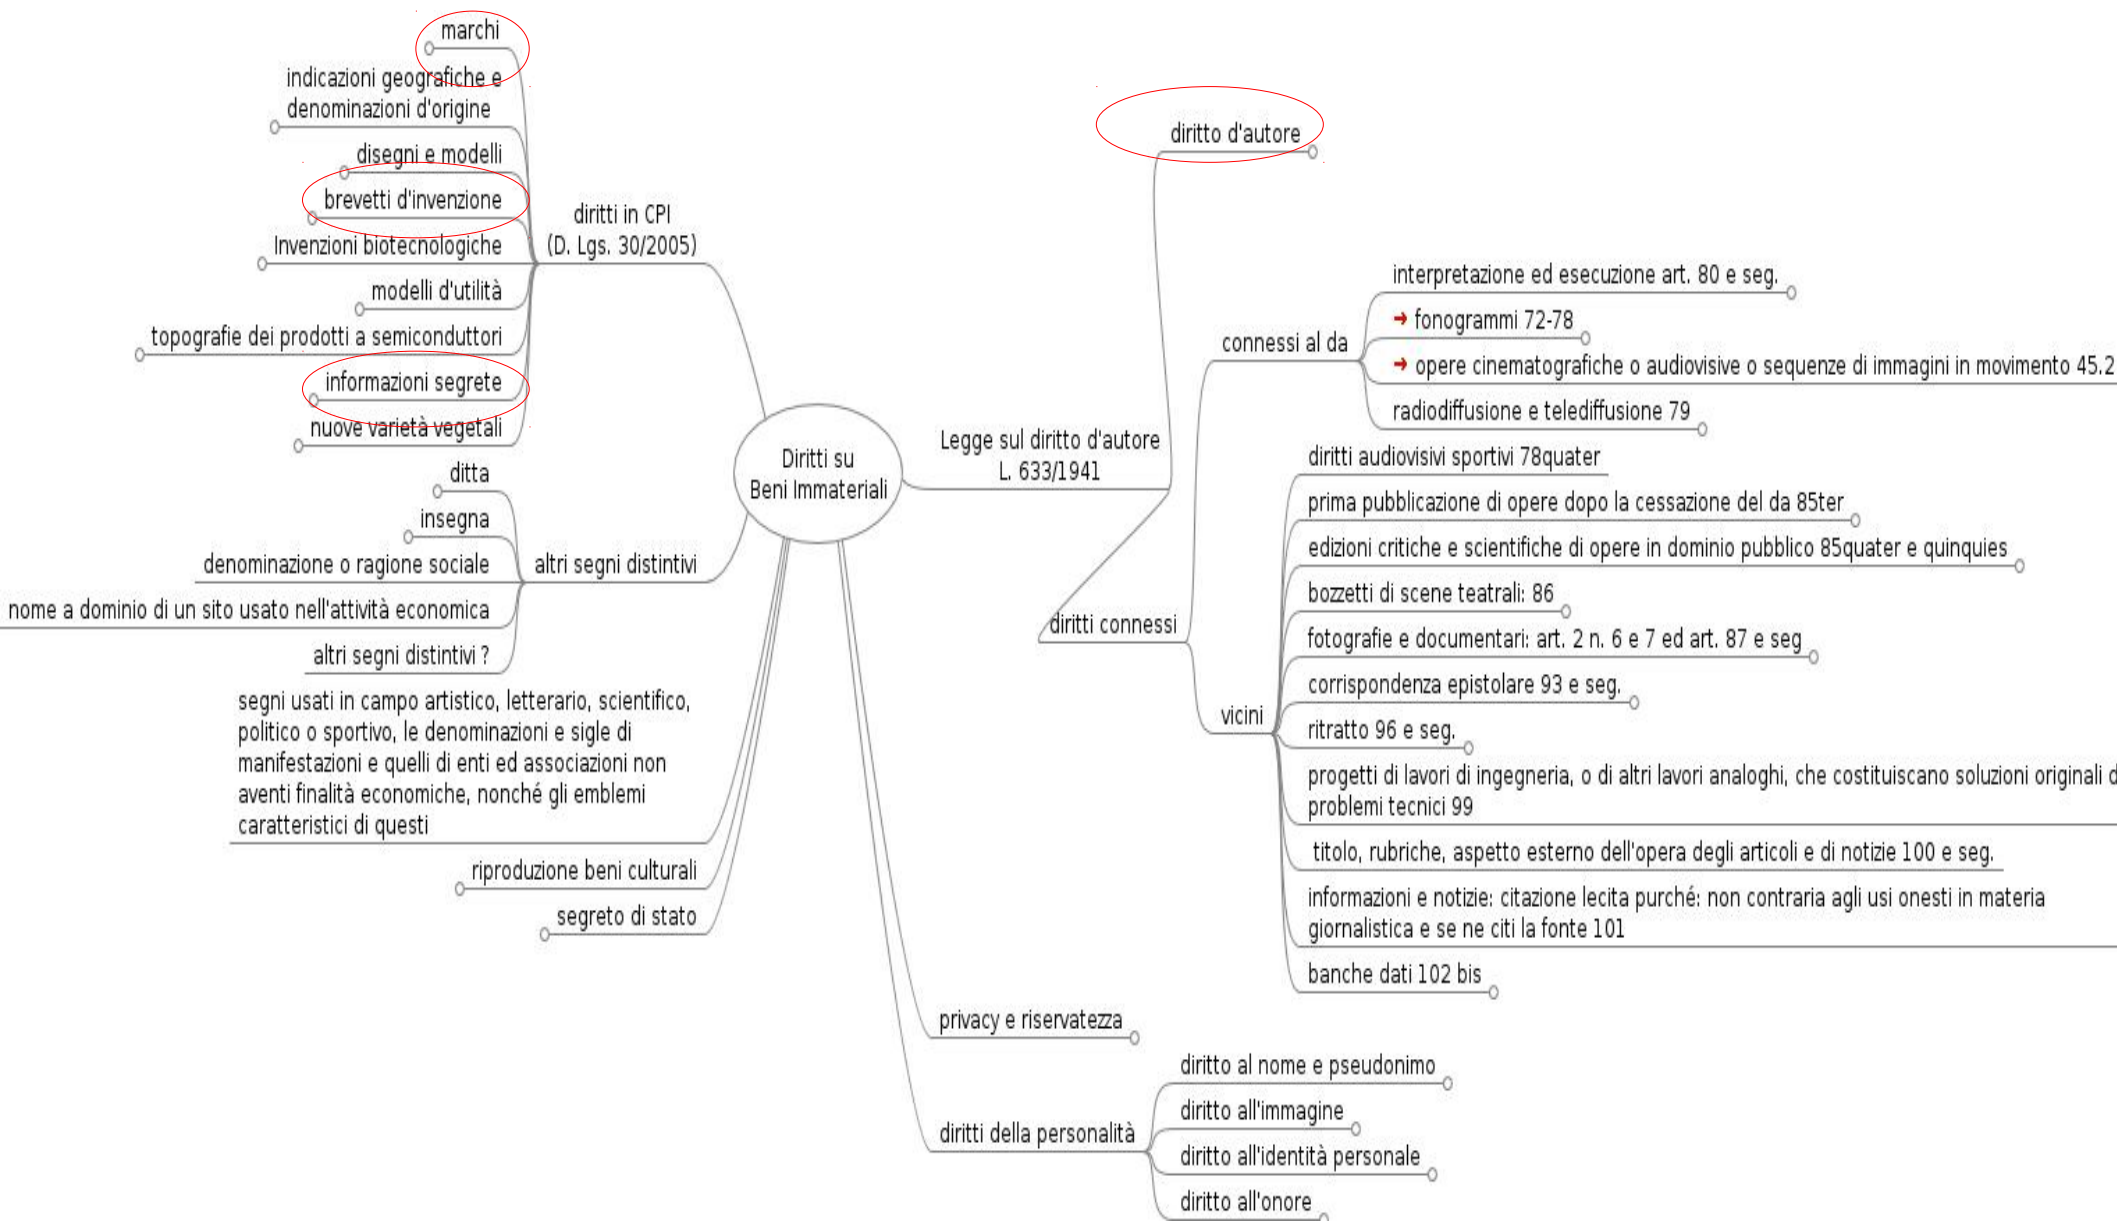 marchi
indicazioni geografiche e
denominazioni d'origine
disegni e modelli
brevetti d'invenzione
Invenzioni biotecnologiche
modelli d'utilità
topografie dei prodotti a semiconduttori
informazioni segrete
nuove varietà vegetali
diritti in CPI
(D. Lgs. 30/2005)
ditta
insegna
denominazione o ragione sociale
nome a dominio di un sito usato nell'attività economica
altri segni distintivi ?
altri segni distintivi
segni usati in campo artistico, letterario, scientifico,
politico o sportivo, le denominazioni e sigle di
manifestazioni e quelli di enti ed associazioni non
aventi finalità economiche, nonché gli emblemi
caratteristici di questi
riproduzione beni culturali
segreto di stato
Diritti su
Beni Immateriali
Legge sul diritto d'autore
L. 633/1941
diritto d'autore
diritti connessi
connessi al da
interpretazione ed esecuzione art. 80 e seg.
fonogrammi 72-78
opere cinematografiche o audiovisive o sequenze di immagini in movimento 45.2
radiodiffusione e telediffusione 79
vicini
diritti audiovisivi sportivi 78quater
prima pubblicazione di opere dopo la cessazione del da 85ter
edizioni critiche e scientifiche di opere in dominio pubblico 85quater e quinquies
bozzetti di scene teatrali: 86
fotografie e documentari: art. 2 n. 6 e 7 ed art. 87 e seg
corrispondenza epistolare 93 e seg.
ritratto 96 e seg.
progetti di lavori di ingegneria, o di altri lavori analoghi, che costituiscano soluzioni originali
problemi tecnici 99
titolo, rubriche, aspetto esterno dell'opera degli articoli e di notizie 100 e seg.
informazioni e notizie: citazione lecita purché: non contraria agli usi onesti in materia
giornalistica e se ne citi la fonte 101
banche dati 102 bis
privacy e riservatezza
diritti della personalità
diritto al nome e pseudonimo
diritto all'immagine
diritto all'identità personale
diritto all'onore